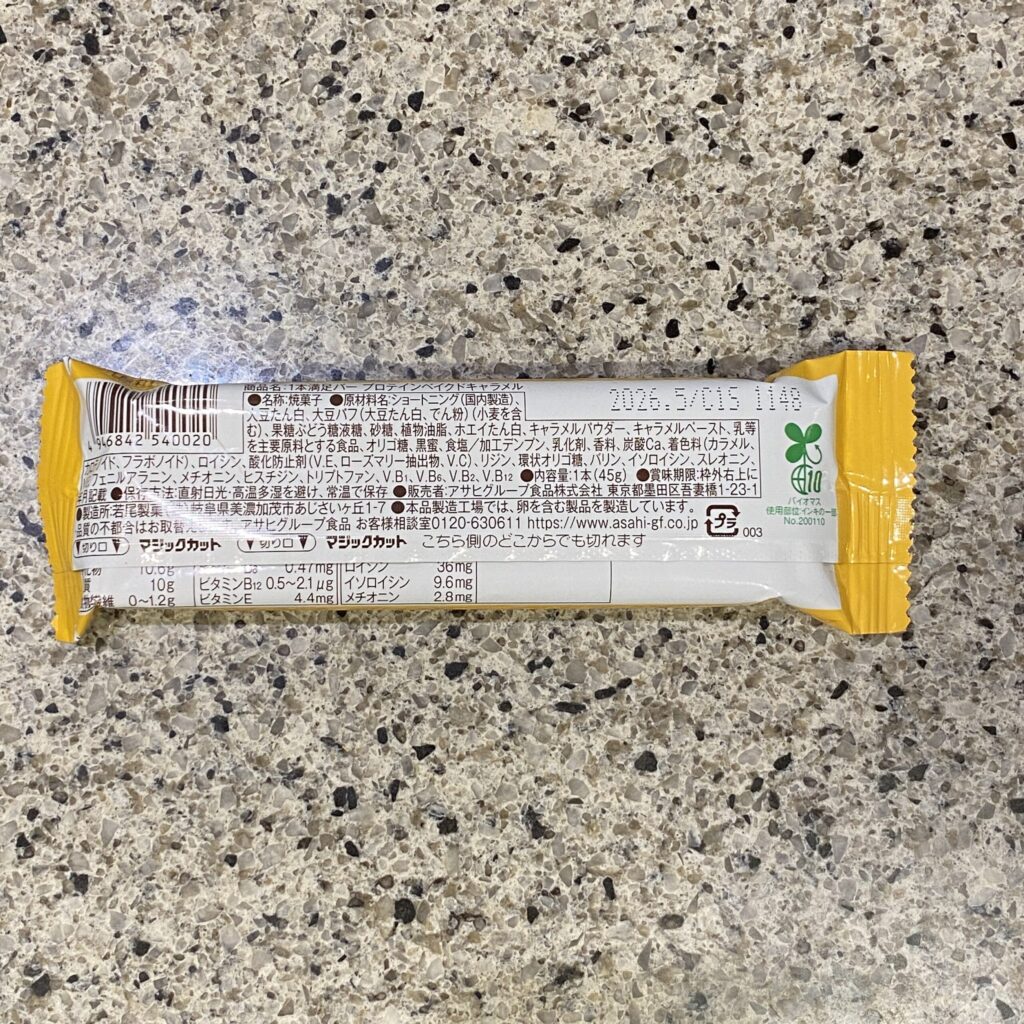 商品名:1本満足バー プロテインベイクドキャラメル
2026.5/C15 1148
●名称:焼菓子 ●原材料名:ショートニング(国内製造)、
大豆たん白、大豆パフ(大豆たん白、でん粉)(小麦を含
む)、果糖ぶどう糖液糖、砂糖、植物油脂、ホエイたん白、キャラメルパウダー、キャラメルペースト、乳等
を主要原料とする食品、オリゴ糖、黒蜜、食塩/加工デンプン、乳化剤、香料、炭酸Ca、着色料(カラメル、
イド、フラボノイド)、ロイシン、酸化防止剤(V.E、ローズマリー抽出物、V.C)、リジン、環状オリゴ糖、バリン、イソロイシン、スレオニン、
フェニルアラニン、メチオニン、ヒスチジン、トリプトファン、V.B1、V.B6、V.B2、V.B12 ●内容量:1本(45g) ●賞味期限:枠外右上に
記載 ●保存方法:直射日光・高温多湿を避け、常温で保存 ●販売者:アサヒグループ食品株式会社 東京都墨田区吾妻橋1-23-1
●製造所:若尾製菓 岐阜県美濃加茂市あじさいヶ丘1-7 ●本品製造工場では、卵を含む製品を製造しています。
品質の不都合はお取替え アサヒグループ食品 お客様相談室0120-630611 https://www.asahi-gf.co.jp
プラ
003
946842 540020
10
バイオマス
使用部位:インキの一部
No.200110
切り口 マジックカット 切り口 マジックカット こちら側のどこからでも切れます
10.6g 0.47mg ロイシン 36mg
質 10g ビタミンB12 0.5~2.1μg イソロイシン 9.6mg
繊維 0~1.2g ビタミンE 4.4mg メチオニン 2.8mg